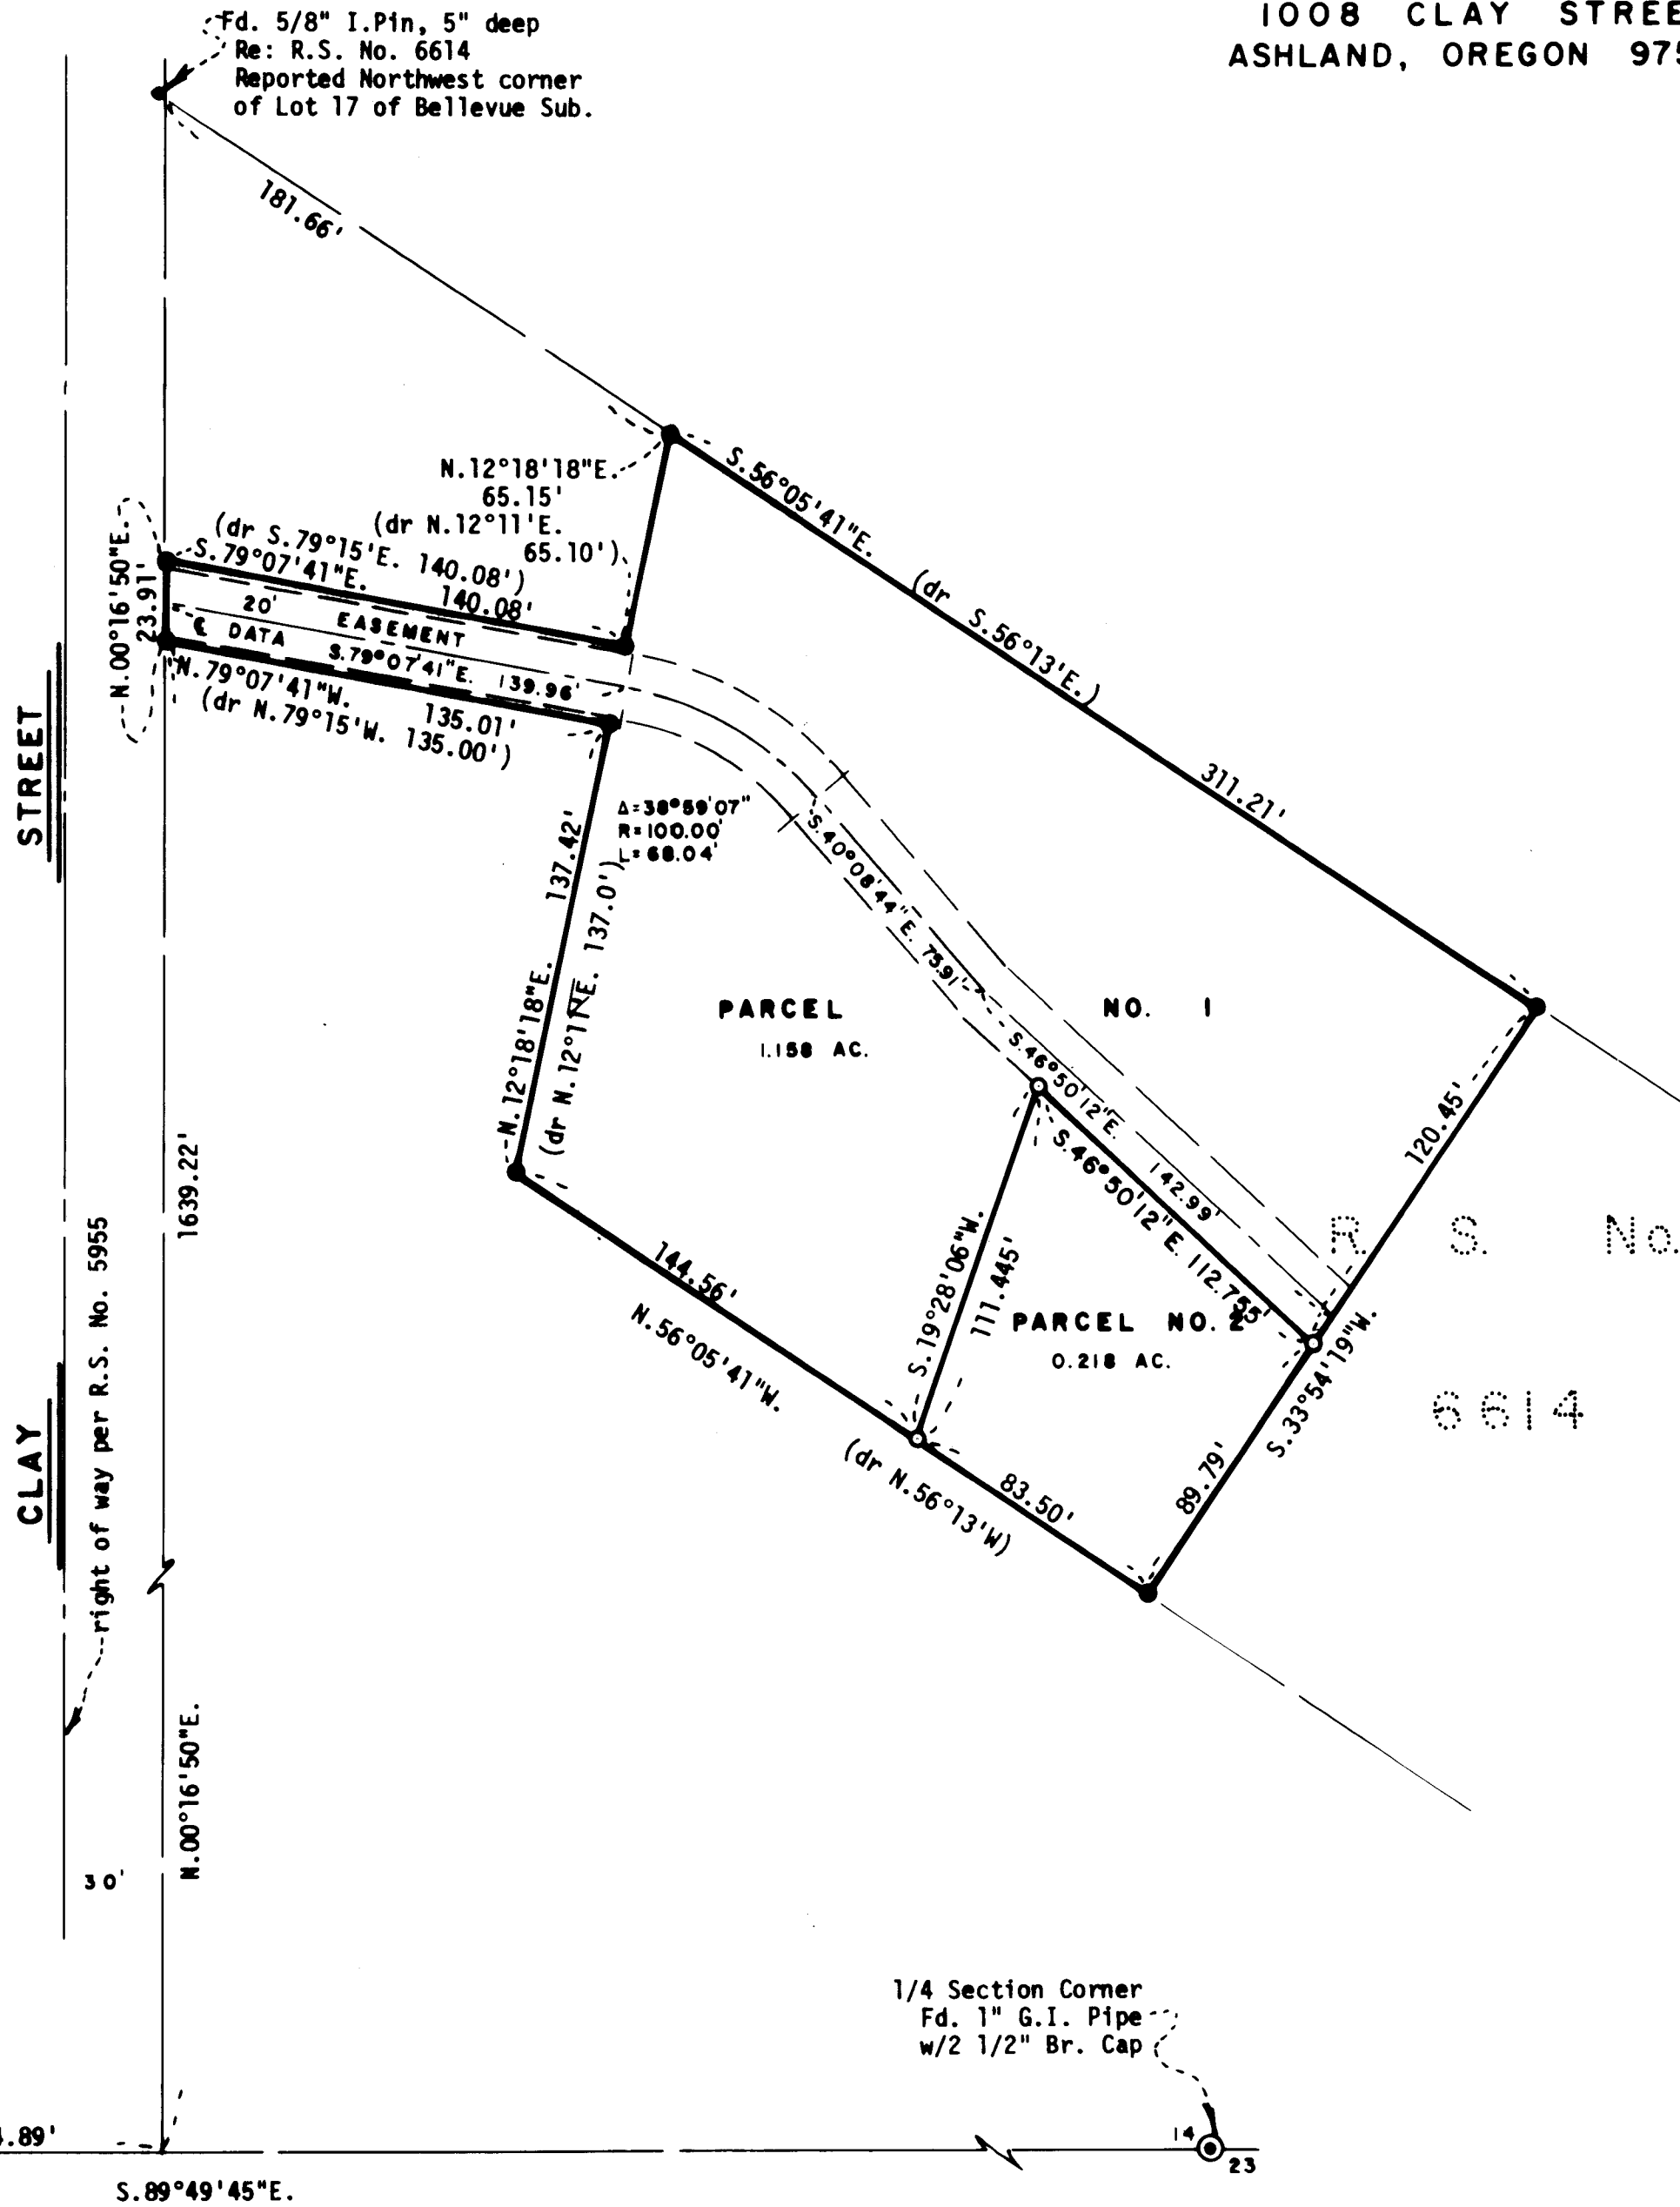 1008 CLAY STREE
ASHLAND, OREGON 975
Fd. 5/8" I.Pin, 5" deep
Re: R.S. No. 6614
Reported Northwest corner
of Lot 17 of Bellevue Sub.
181.66'
N.12°18'18"E.
65.15'
(dr N.12°11'E.
65.10')
S.56°05'41"E.
(dr S.56°13'E.)
311.21'
N.00°16'50"E.
23.91'
(dr S.79°15'E. 140.08')
S.79°07'41"E.
140.08'
20' EASEMENT
℄ DATA S.79°07'41"E. 139.96'
N.79°07'41"W.
135.01'
(dr N.79°15'W. 135.00')
STREET
Δ=38°59'07"
R=100.00'
L=68.04'
N.12°18'18"E. 137.42'
(dr N.12°11'E. 137.0')
S.40°08'44"E. 75.91'
PARCEL NO. 1
1.158 AC.
S.46°50'12"E. 142.99'
S.46°50'12"E. 112.755'
120.45'
R. S. No.
6614
1639.22'
144.56'
N.56°05'41"W.
S.19°28'06"W.
111.445'
PARCEL NO. 2
0.218 AC.
S.33°54'19"W.
89.79'
83.50'
(dr N.56°13'W)
CLAY
right of way per R.S. No. 5955
N.00°16'50"E.
30'
1/4 Section Corner
Fd. 1" G.I. Pipe
w/2 1/2" Br. Cap
14
23
.89'
S.89°49'45"E.